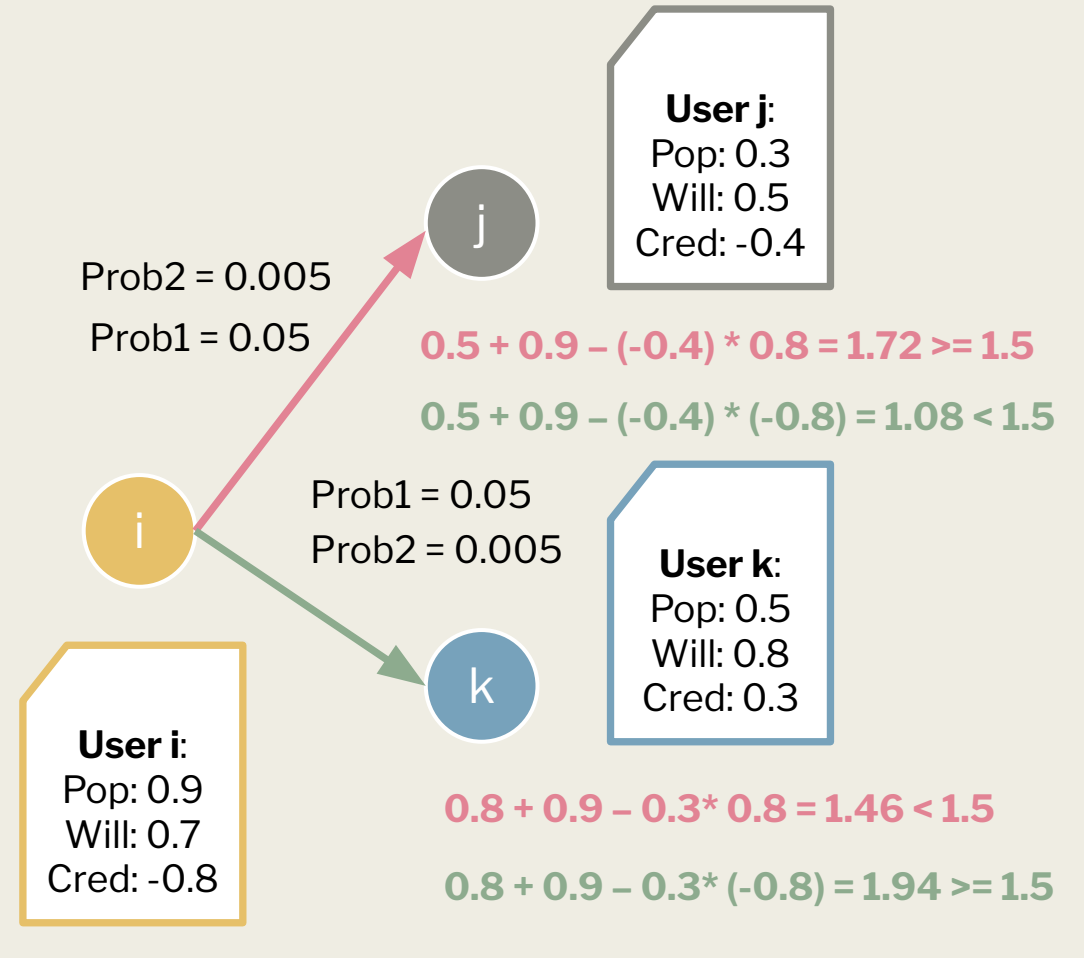 User j:
Pop: 0.3
Will: 0.5
Cred: -0.4
j
Prob2 = 0.005
Prob1 = 0.05
0.5 + 0.9 – (-0.4) * 0.8 = 1.72 >= 1.5
0.5 + 0.9 – (-0.4) * (-0.8) = 1.08 < 1.5
i
Prob1 = 0.05
Prob2 = 0.005
User k:
Pop: 0.5
Will: 0.8
Cred: 0.3
k
User i:
Pop: 0.9
Will: 0.7
Cred: -0.8
0.8 + 0.9 – 0.3* 0.8 = 1.46 < 1.5
0.8 + 0.9 – 0.3* (-0.8) = 1.94 >= 1.5